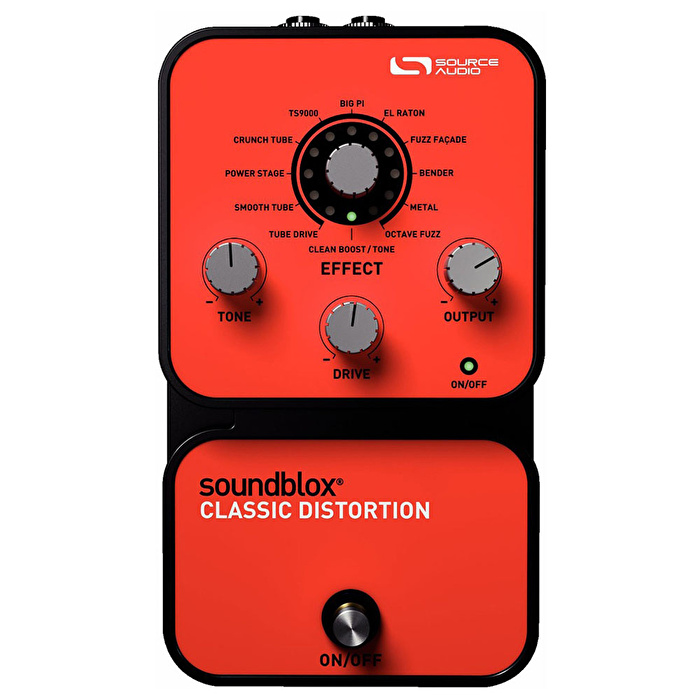 SOURCE
AUDIO
BIG PI
TS9000
EL RATON
CRUNCH TUBE
FUZZ FAÇADE
POWER STAGE
BENDER
SMOOTH TUBE
METAL
TUBE DRIVE
OCTAVE FUZZ
CLEAN BOOST / TONE
EFFECT
- +
TONE
- +
OUTPUT
- +
DRIVE
ON/OFF
soundblox®
CLASSIC DISTORTION
ON/OFF